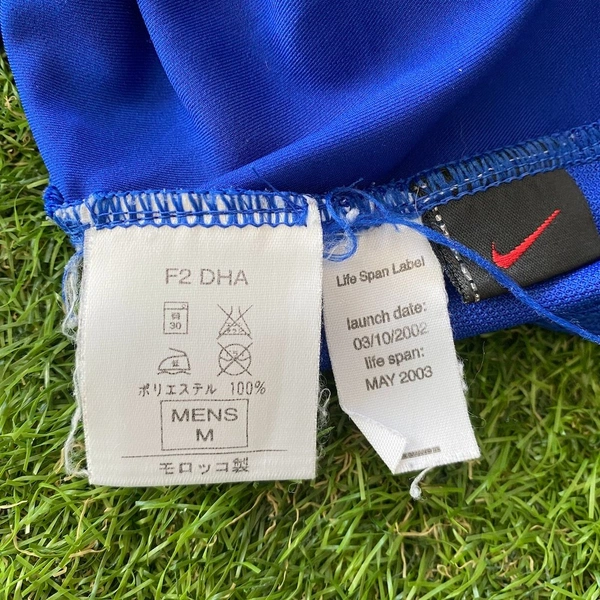 F2 DHA
弱
30
ポリエステル 100%
MENS
M
モロッコ製
Life Span Label
launch date:
03/10/2002
life span:
MAY 2003